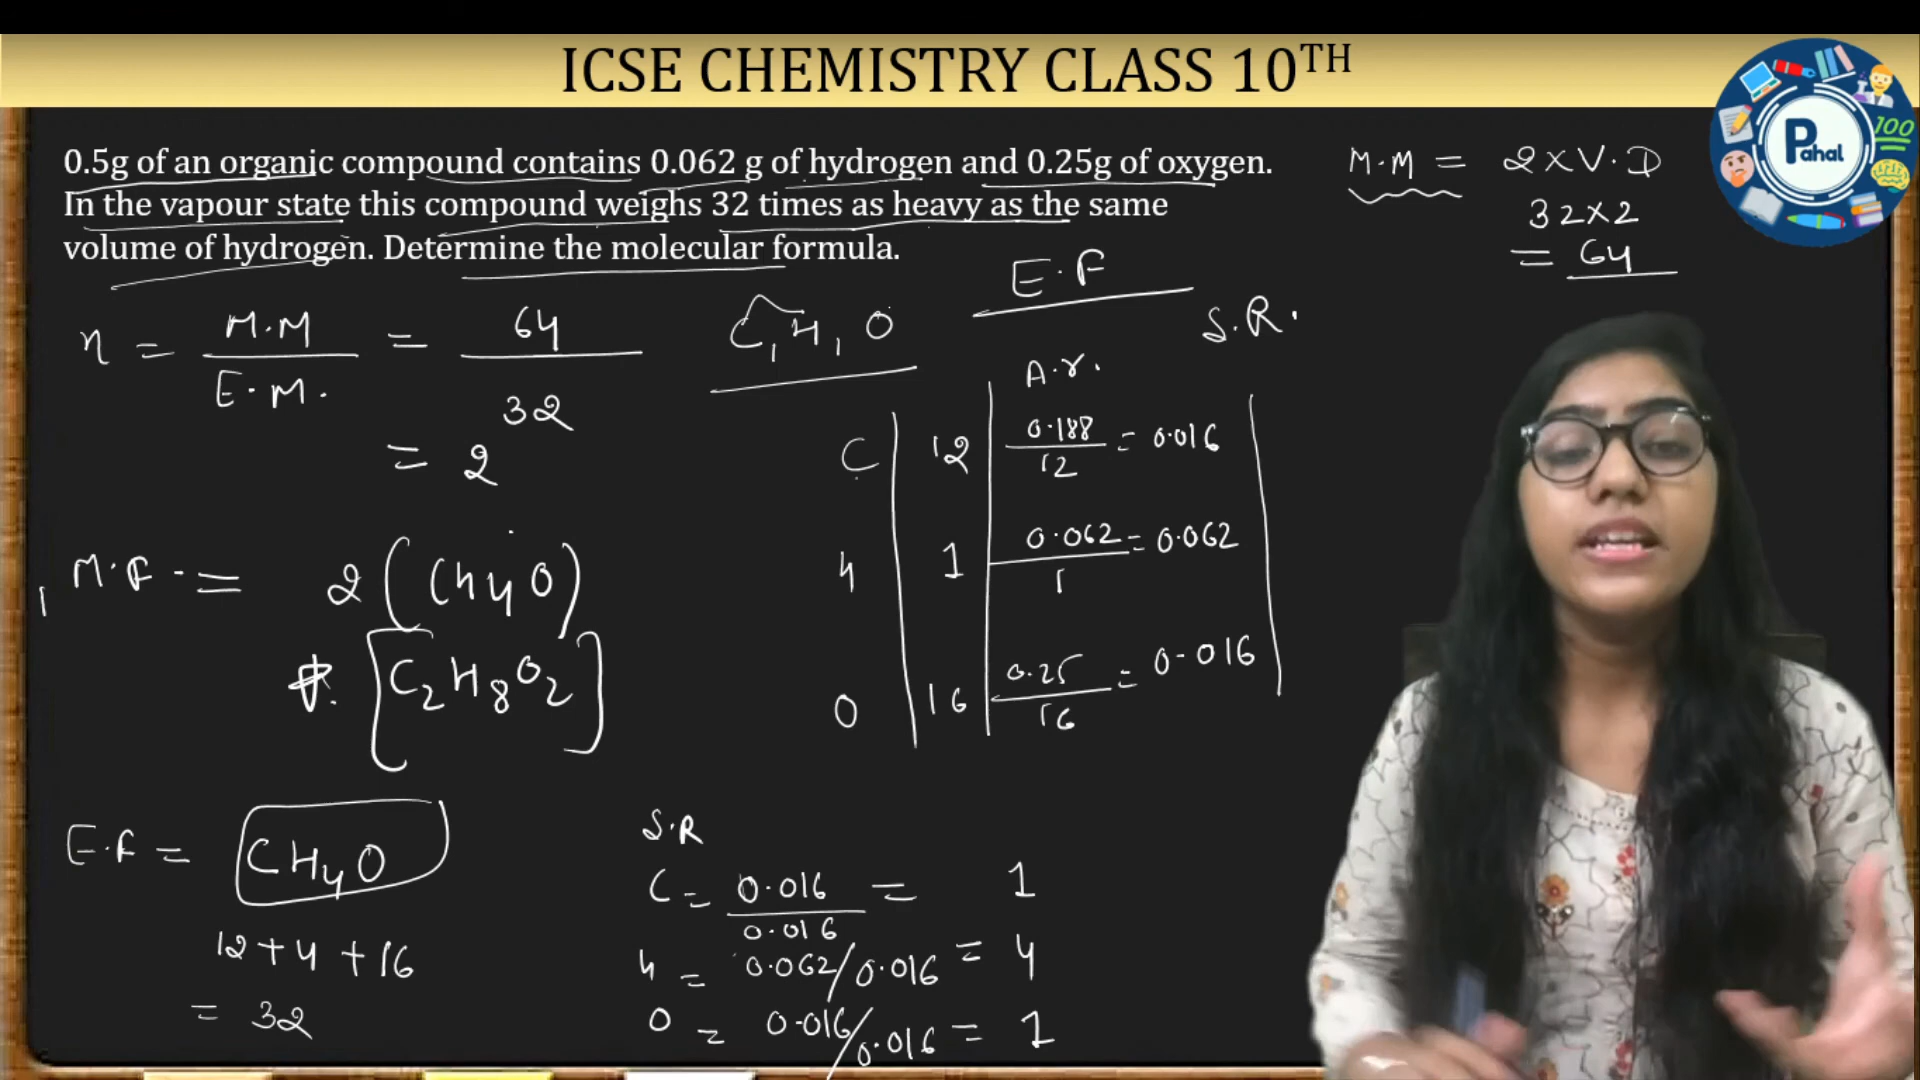 ICSE CHEMISTRY CLASS 10TH
Pahal
100
0.5g of an organic compound contains 0.062 g of hydrogen and 0.25g of oxygen.
In the vapour state this compound weighs 32 times as heavy as the same
volume of hydrogen. Determine the molecular formula.
M.M = 2 X V.D
32x2
= 64
n = M.M / E.M. = 64 / 32
= 2
C, H, O
E.F
A.r.
S.R.
C 12 0.188/12 = 0.016
H 1 0.062/1 = 0.062
O 16 0.25/16 = 0.016
M.F. = 2 (CH4O)
[C2H8O2]
E.F = CH4O
12 + 4 + 16
= 32
S.R
C = 0.016/0.016 = 1
H = 0.062/0.016 = 4
O = 0.016/0.016 = 1